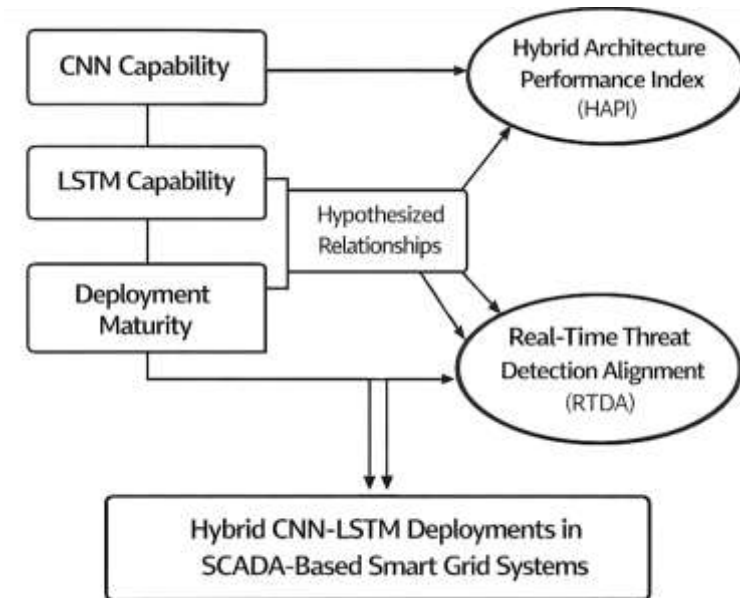 CNN Capability
Hybrid Architecture
Performance Index
(HAPI)
LSTM Capability
Hypothesized
Relationships
Deployment
Maturity
Real-Time Threat
Detection Alignment
(RTDA)
Hybrid CNN-LSTM Deployments in
SCADA-Based Smart Grid Systems